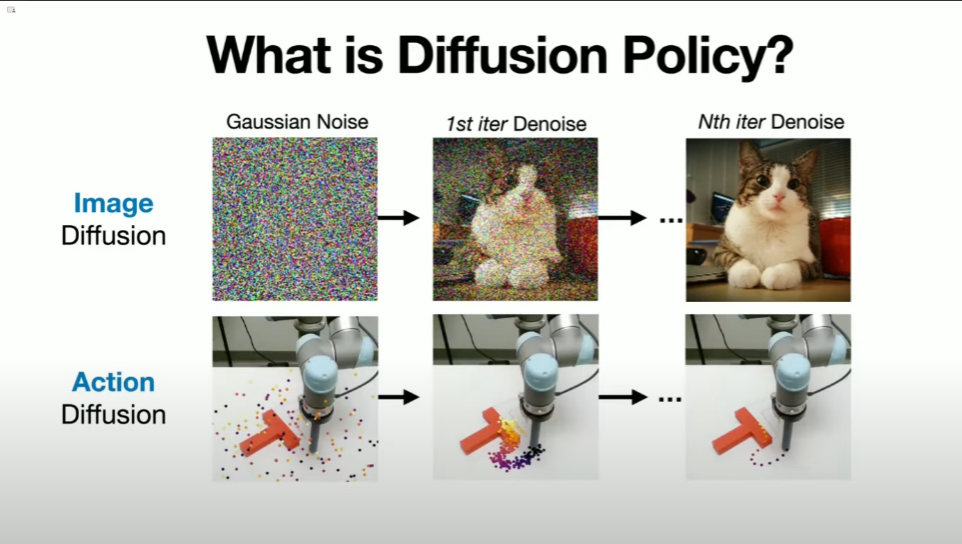 What is Diffusion Policy?
Gaussian Noise
1st iter Denoise
Nth iter Denoise
Image
Diffusion
...
Action
Diffusion
...